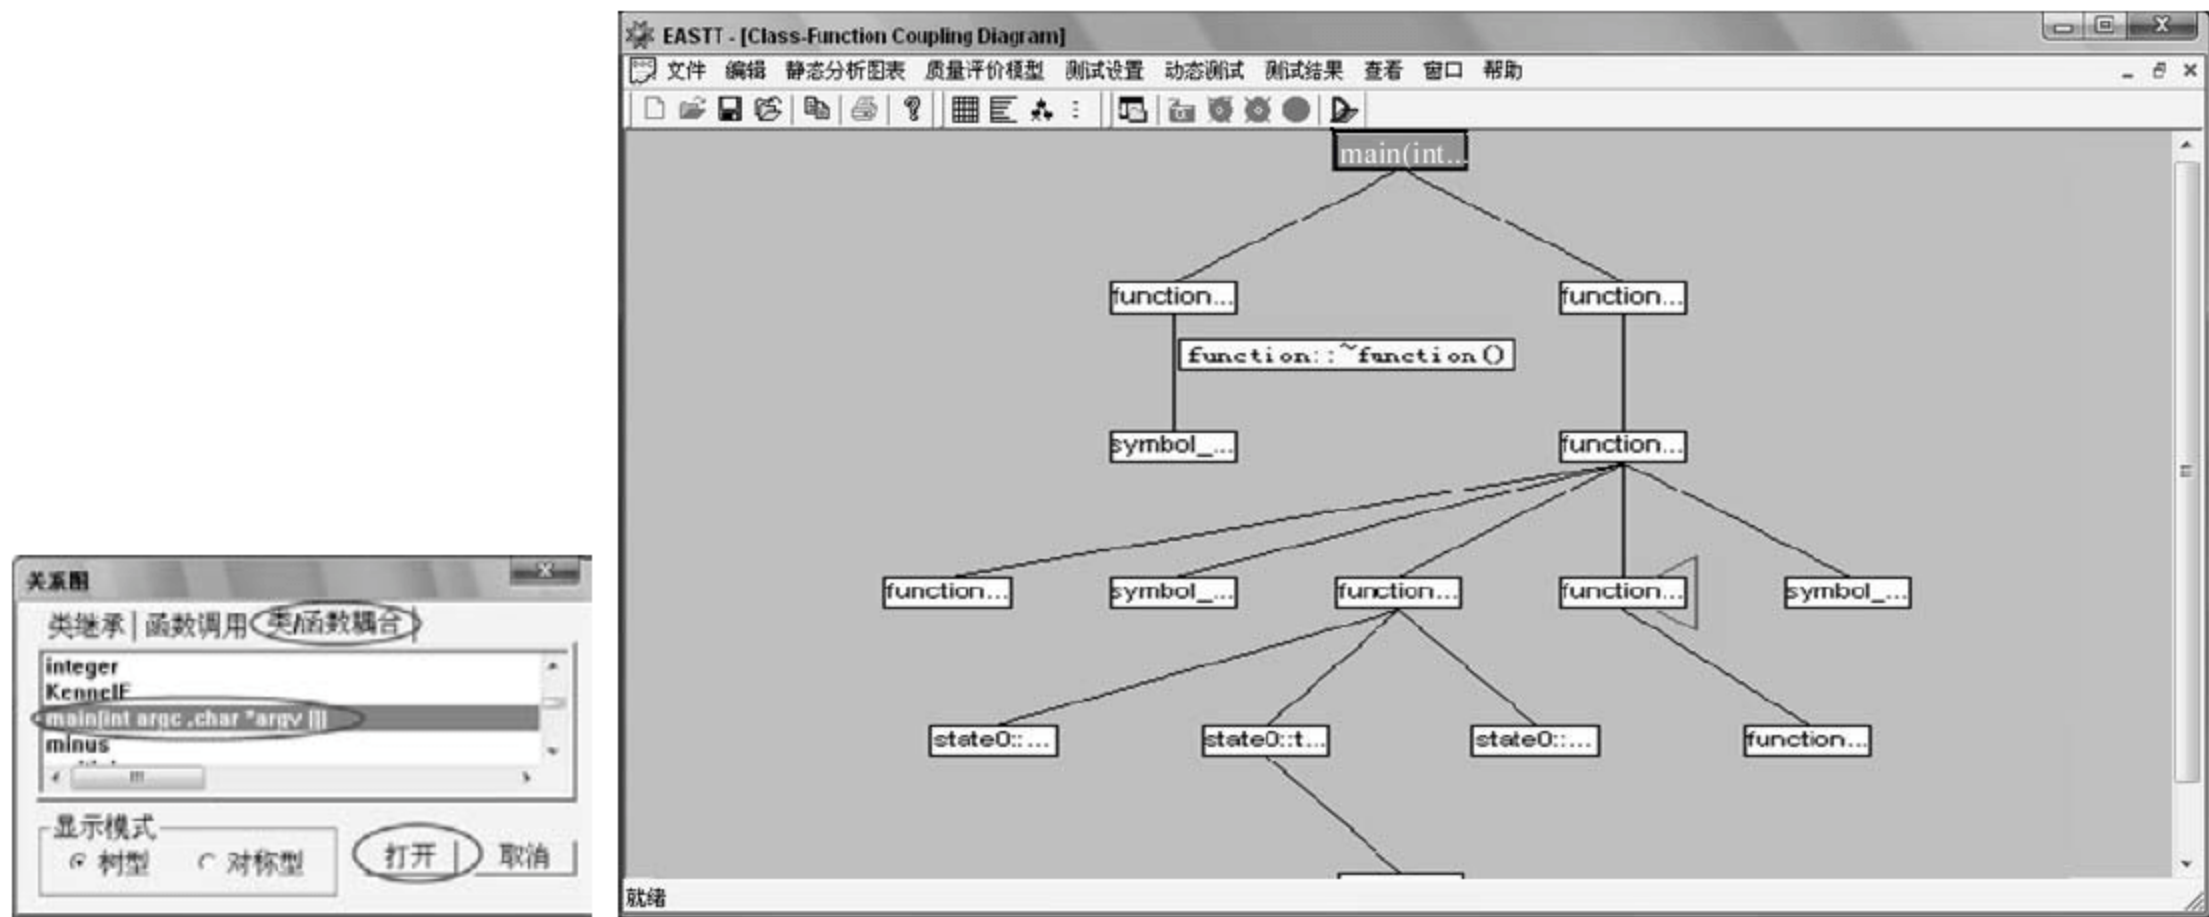 关系图
类继承 函数调用 类/函数耦合
integer
KennelF
main(int argc ,char *argv [])
minus
显示模式
树型 对称型
打开 取消
EASTT - [Class-Function Coupling Diagram]
文件 编辑 静态分析图表 质量评价模型 测试设置 动态测试 测试结果 查看 窗口 帮助
main(int...
function... function...
function::~function()
symbol_... function...
function... symbol_... function... function... symbol_...
state0::... state0::t... state0::... function...
就绪